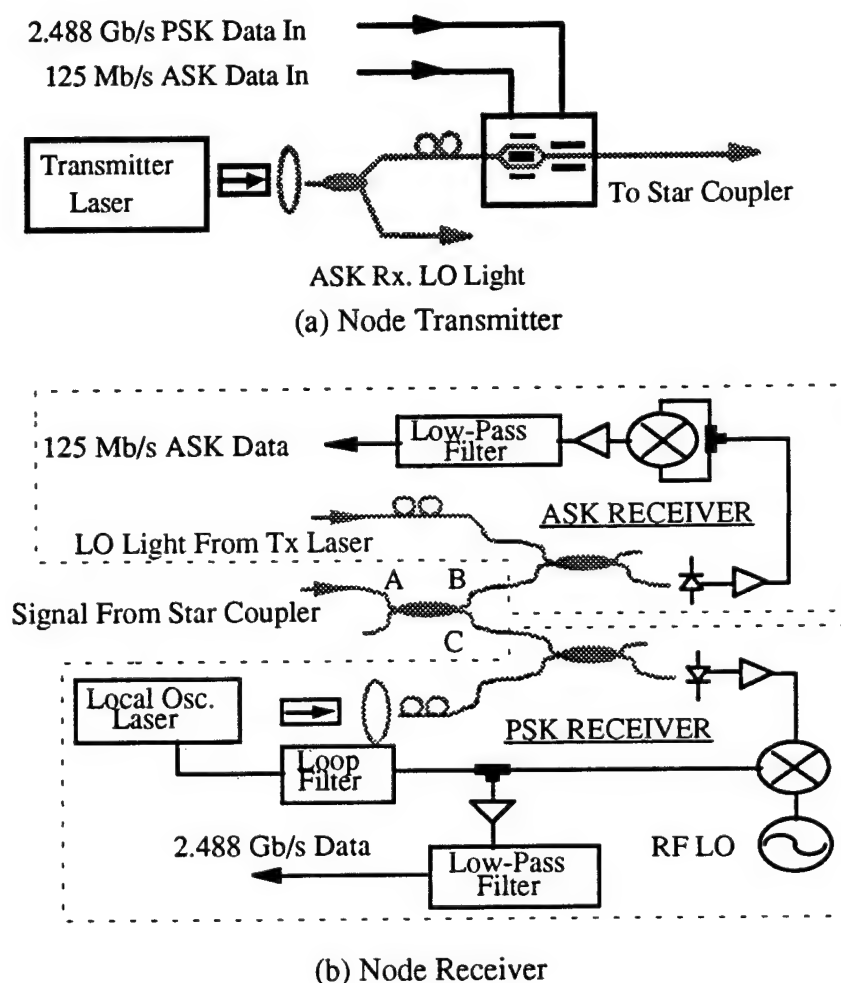 2.488 Gb/s PSK Data In
125 Mb/s ASK Data In
Transmitter
Laser
To Star Coupler
ASK Rx. LO Light
(a) Node Transmitter
125 Mb/s ASK Data
Low-Pass
Filter
ASK RECEIVER
LO Light From Tx Laser
A
B
Signal From Star Coupler
C
Local Osc.
Laser
PSK RECEIVER
Loop
Filter
2.488 Gb/s Data
RF LO
Low-Pass
Filter
(b) Node Receiver